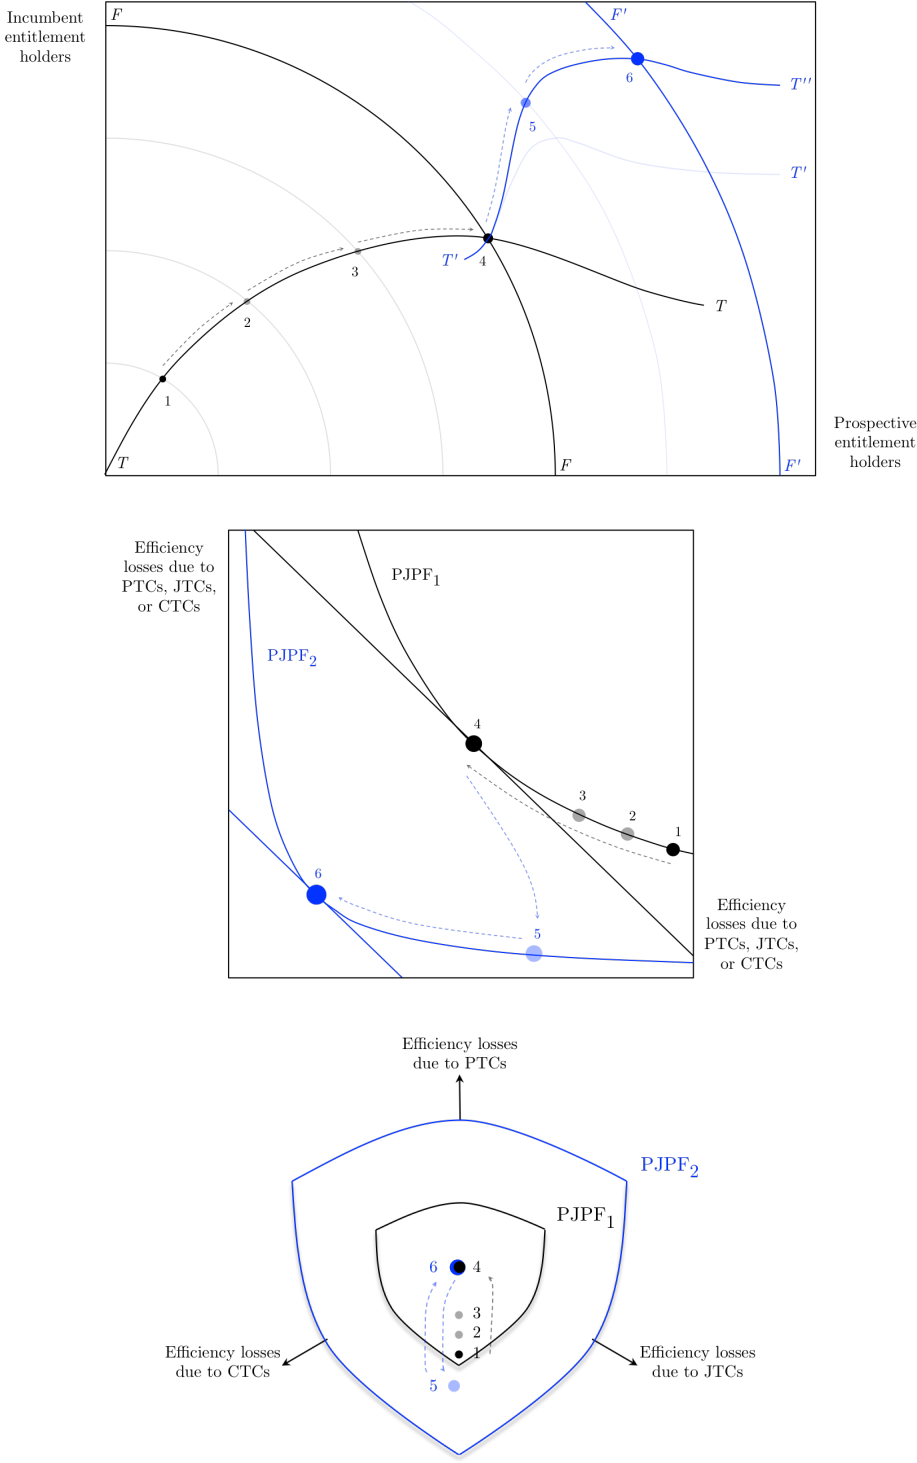 Incumbent
entitlement
holders
F
F'
6
T''
5
T'
T'
4
3
2
T
1
T
F
F'
Prospective
entitlement
holders
Efficiency
losses due to
PTCs, JTCs,
or CTCs
PJPF1
PJPF2
4
3
2
1
6
5
Efficiency
losses due to
PTCs, JTCs,
or CTCs
Efficiency losses
due to PTCs
PJPF2
PJPF1
6 4
3
2
1
5
Efficiency losses
due to CTCs
Efficiency losses
due to JTCs